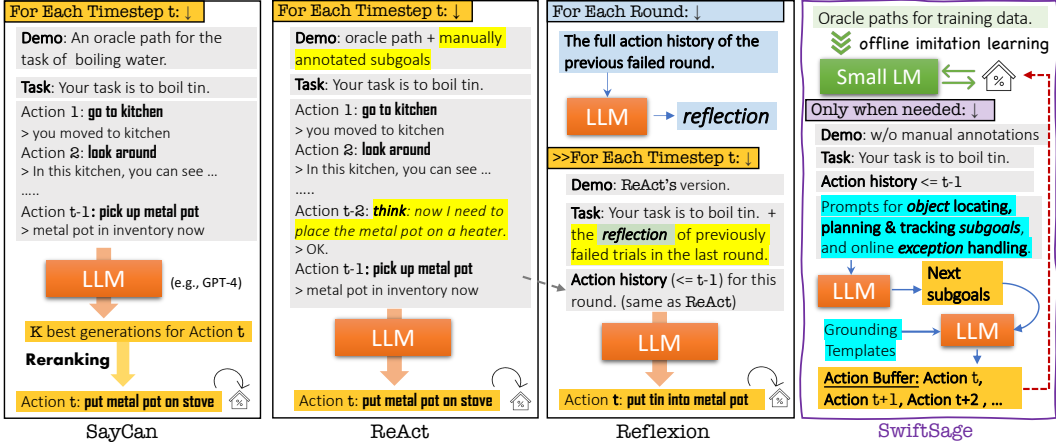 For Each Timestep t: ↓
Demo: An oracle path for the
task of boiling water.
Task: Your task is to boil tin.
Action 1: go to kitchen
> you moved to kitchen
Action 2: look around
> In this kitchen, you can see ...
.....
Action t-1: pick up metal pot
> metal pot in inventory now
LLM
(e.g., GPT-4)
K best generations for Action t
Reranking
Action t: put metal pot on stove
%
SayCan
For Each Timestep t: ↓
Demo: oracle path + manually
annotated subgoals
Task: Your task is to boil tin.
Action 1: go to kitchen
> you moved to kitchen
Action 2: look around
> In this kitchen, you can see ...
.....
Action t-2: think: now I need to
place the metal pot on a heater.
> OK.
Action t-1: pick up metal pot
> metal pot in inventory now
LLM
Action t: put metal pot on stove
%
ReAct
For Each Round: ↓
The full action history of the
previous failed round.
LLM
reflection
>>For Each Timestep t: ↓
Demo: ReAct's version.
Task: Your task is to boil tin. +
the reflection of previously
failed trials in the last round.
Action history (<= t-1) for this
round. (same as ReAct)
LLM
Action t: put tin into metal pot
%
Reflexion
Oracle paths for training data.
offline imitation learning
Small LM
%
Only when needed: ↓
Demo: w/o manual annotations
Task: Your task is to boil tin.
Action history <= t-1
Prompts for object locating,
planning & tracking subgoals,
and online exception handling.
LLM
Next
subgoals
Grounding
Templates
LLM
Action Buffer: Action t,
Action t+1, Action t+2 , ...
SwiftSage